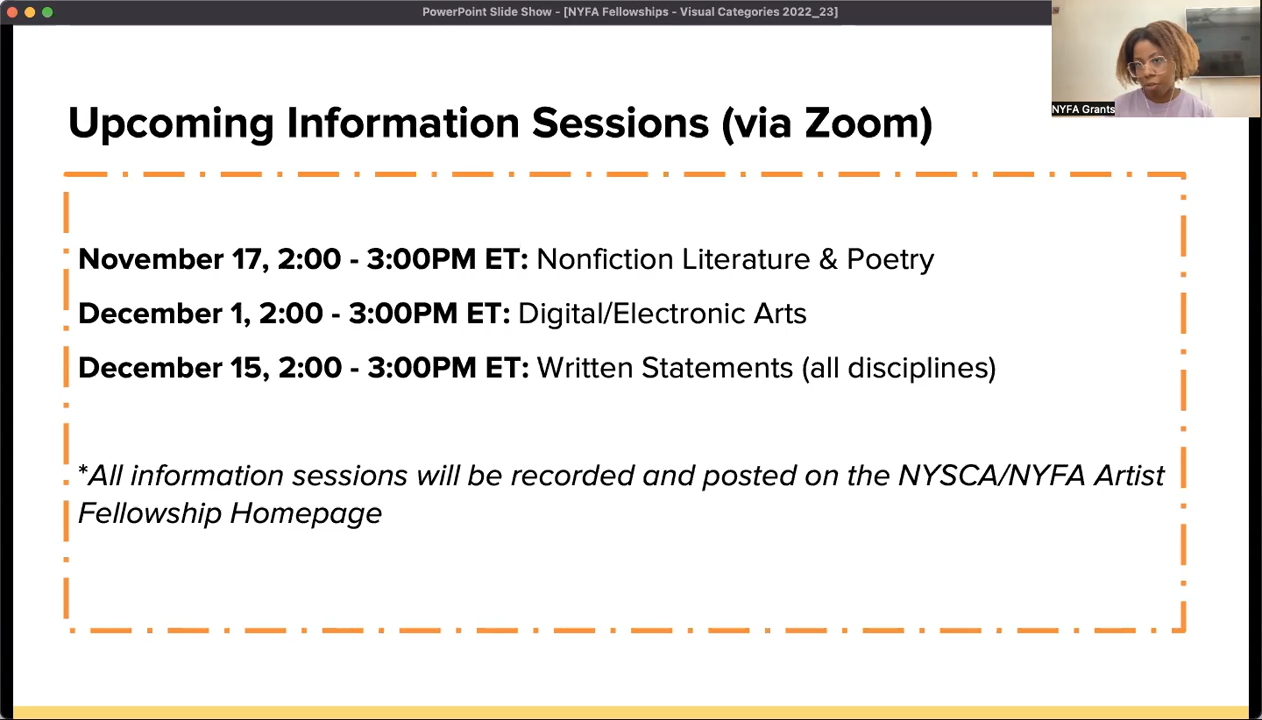 PowerPoint Slide Show - [NYFA Fellowships - Visual Categories 2022_23]
NYFA Grants
Upcoming Information Sessions (via Zoom)
November 17, 2:00 - 3:00PM ET: Nonfiction Literature & Poetry
December 1, 2:00 - 3:00PM ET: Digital/Electronic Arts
December 15, 2:00 - 3:00PM ET: Written Statements (all disciplines)
*All information sessions will be recorded and posted on the NYSCA/NYFA Artist
Fellowship Homepage